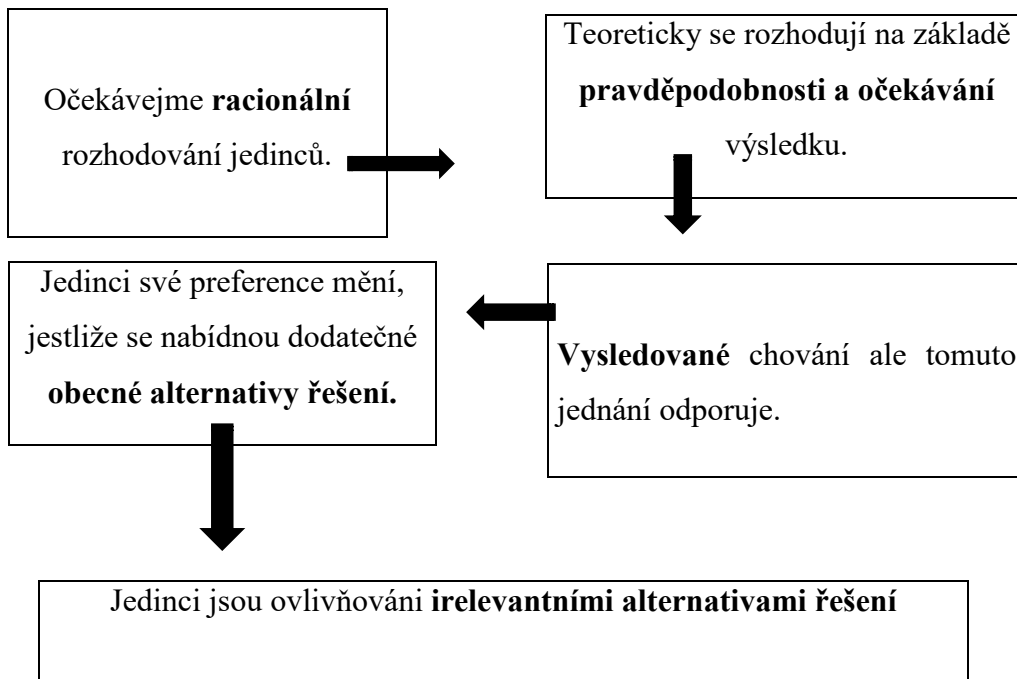 Očekávejme racionální
rozhodování jedinců.
Teoreticky se rozhodují na základě
pravděpodobnosti a očekávání
výsledku.
Vysledované chování ale tomuto
jednání odporuje.
Jedinci své preference mění,
jestliže se nabídnou dodatečné
obecné alternativy řešení.
Jedinci jsou ovlivňováni irelevantními alternativami řešení